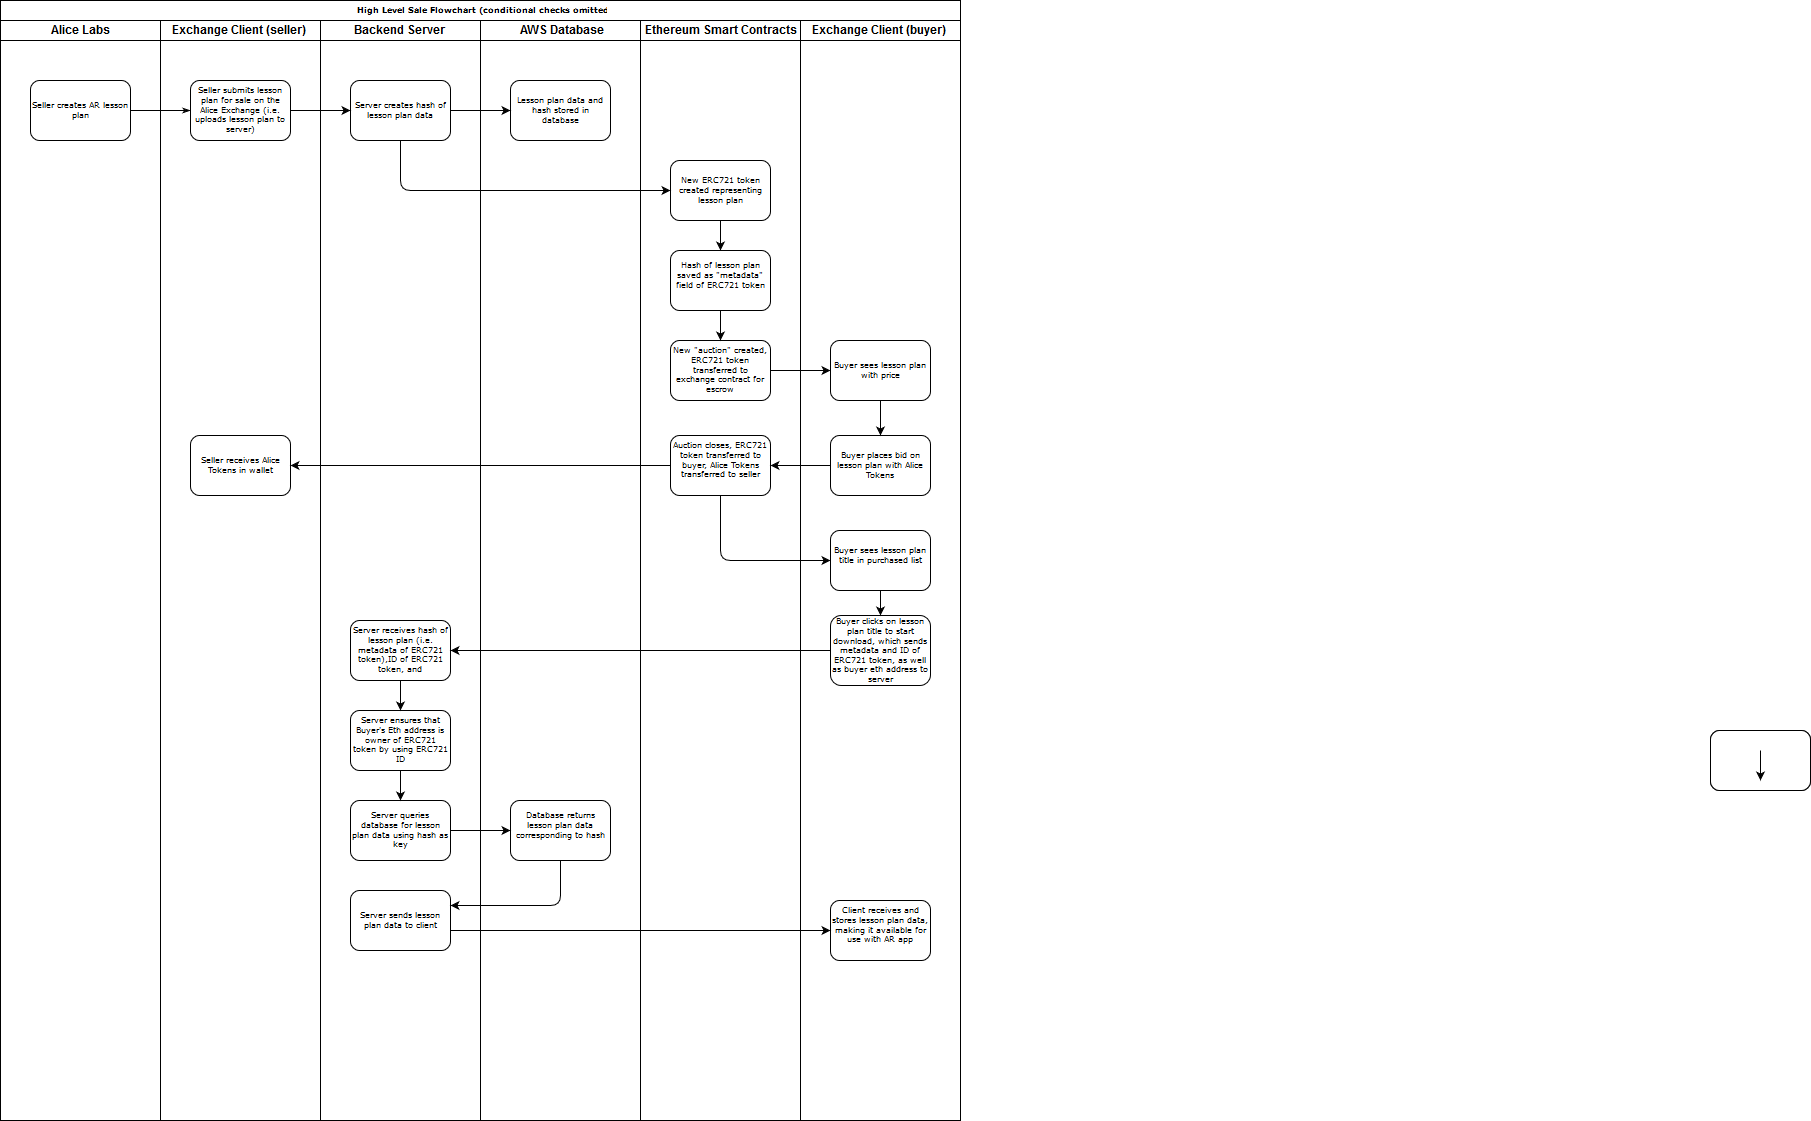 High Level Sale Flowchart (conditional checks omitted
Alice Labs
Exchange Client (seller)
Backend Server
AWS Database
Ethereum Smart Contracts
Exchange Client (buyer)
Seller creates AR lesson
plan
Seller submits lesson
plan for sale on the
Alice Exchange (i.e.
uploads lesson plan to
server)
Server creates hash of
lesson plan data
Lesson plan data and
hash stored in
database
New ERC721 token
created representing
lesson plan
Hash of lesson plan
saved as "metadata"
field of ERC721 token
New "auction" created,
ERC721 token
transferred to
exchange contract for
escrow
Buyer sees lesson plan
with price
Seller receives Alice
Tokens in wallet
Auction closes, ERC721
token transferred to
buyer, Alice Tokens
transferred to seller
Buyer places bid on
lesson plan with Alice
Tokens
Buyer sees lesson plan
title in purchased list
Server receives hash of
lesson plan (i.e.
metadata of ERC721
token),ID of ERC721
token, and
Buyer clicks on lesson
plan title to start
download, which sends
metadata and ID of
ERC721 token, as well
as buyer eth address to
server
Server ensures that
Buyer's Eth address is
owner of ERC721
token by using ERC721
ID
Server queries
database for lesson
plan data using hash as
key
Database returns
lesson plan data
corresponding to hash
Server sends lesson
plan data to client
Client receives and
stores lesson plan data,
making it available for
use with AR app